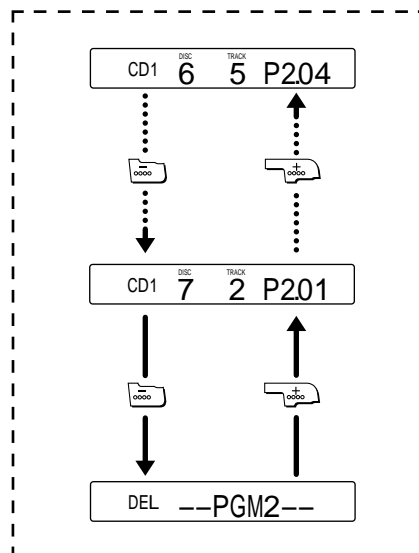 DISC TRACK
CD1 6 5 P2.04
– +
DISC TRACK
CD1 7 2 P2.01
– +
DEL --PGM2--